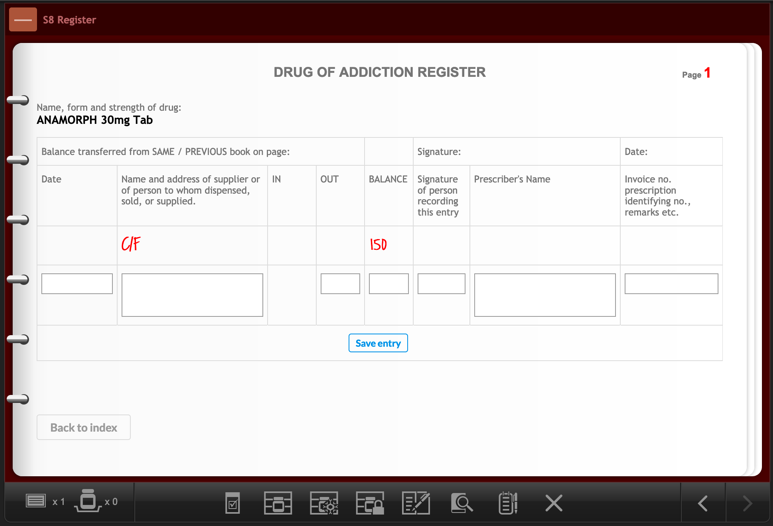 S8 Register
DRUG OF ADDICTION REGISTER
Page 1
Name, form and strength of drug:
ANAMORPH 30mg Tab
Balance transferred from SAME / PREVIOUS book on page:
Signature:
Date:
Date
Name and address of supplier or
of person to whom dispensed,
sold, or supplied.
IN
OUT
BALANCE
Signature
of person
recording
this entry
Prescriber's Name
Invoice no.
prescription
identifying no.,
remarks etc.
C/F
150
Save entry
Back to index
x 1
x 0